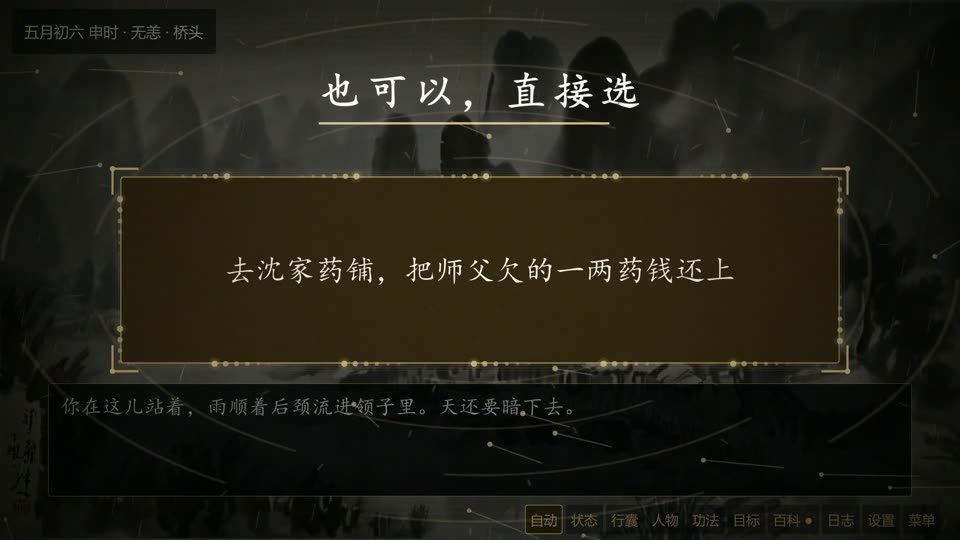 五月初六 申时 · 无恙 · 桥头
也可以，直接选
去沈家药铺，把师父欠的一两药钱还上
你在这儿站着，雨顺着后颈流进领子里。天还要暗下去。
自动 状态 行囊 人物 功法 目标 百科 日志 设置 菜单